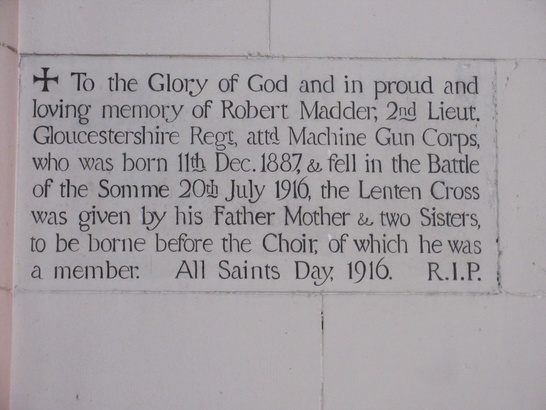 ✠ To the Glory of God and in proud and
loving memory of Robert Madder, 2nd Lieut.
Gloucestershire Regt, attd Machine Gun Corps,
who was born 11th Dec. 1887, & fell in the Battle
of the Somme 20th July 1916, the Lenten Cross
was given by his Father Mother & two Sisters,
to be borne before the Choir, of which he was
a member. All Saints Day, 1916. R.I.P.